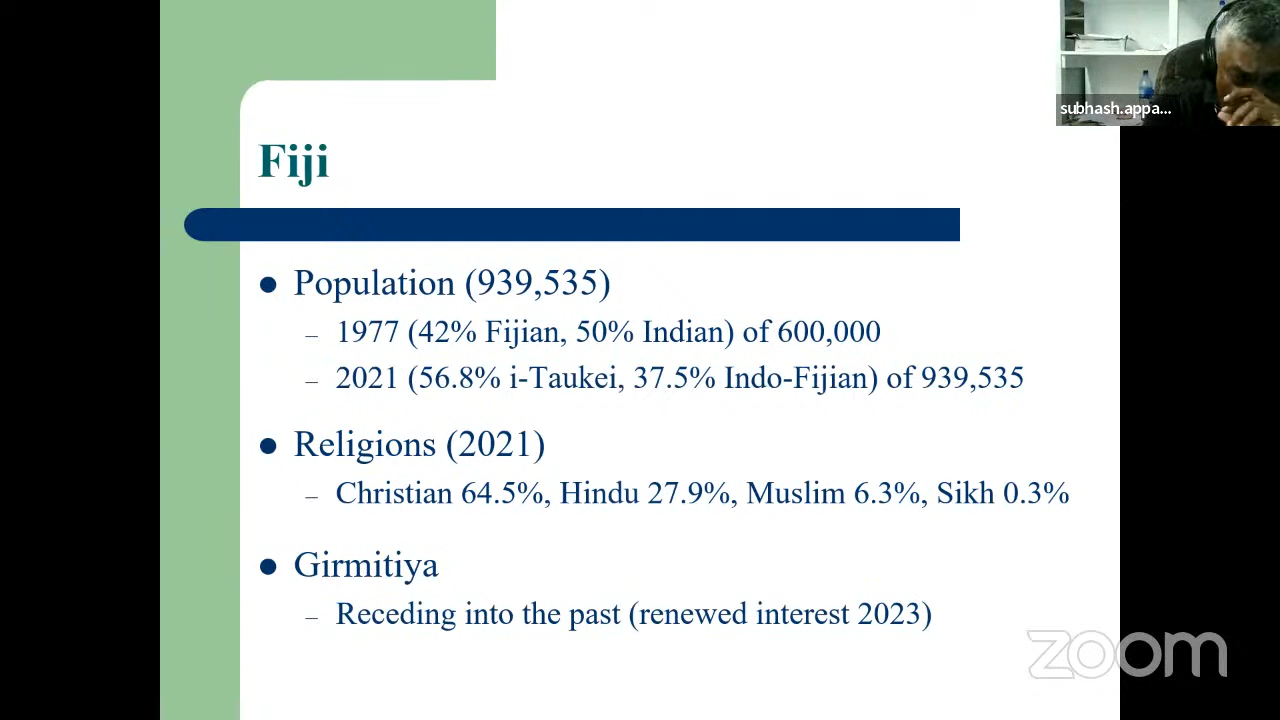 subhash.appa...
Fiji
Population (939,535)
– 1977 (42% Fijian, 50% Indian) of 600,000
– 2021 (56.8% i-Taukei, 37.5% Indo-Fijian) of 939,535
Religions (2021)
– Christian 64.5%, Hindu 27.9%, Muslim 6.3%, Sikh 0.3%
Girmitiya
– Receding into the past (renewed interest 2023)
zoom